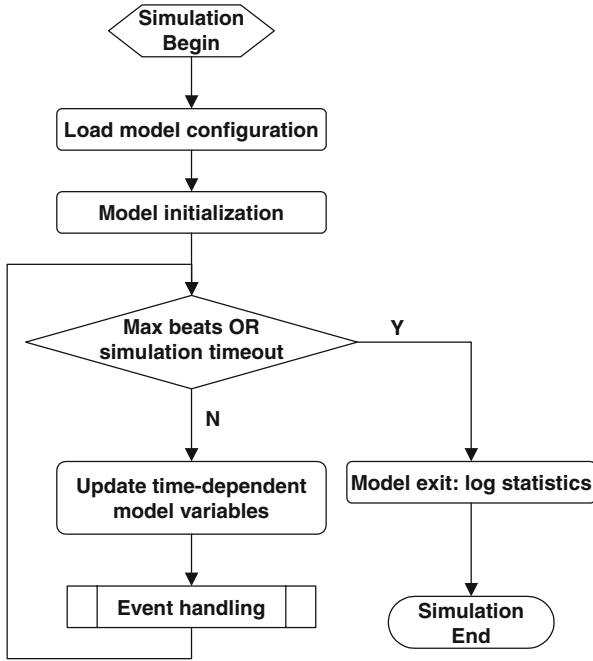 Simulation
Begin
Load model configuration
Model initialization
Max beats OR
simulation timeout
Y
N
Update time-dependent
model variables
Model exit: log statistics
Event handling
Simulation
End